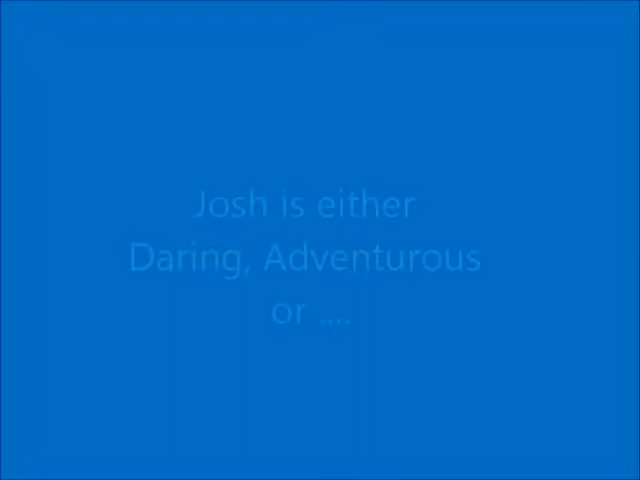 Josh is either
Daring, Adventurous
or ....